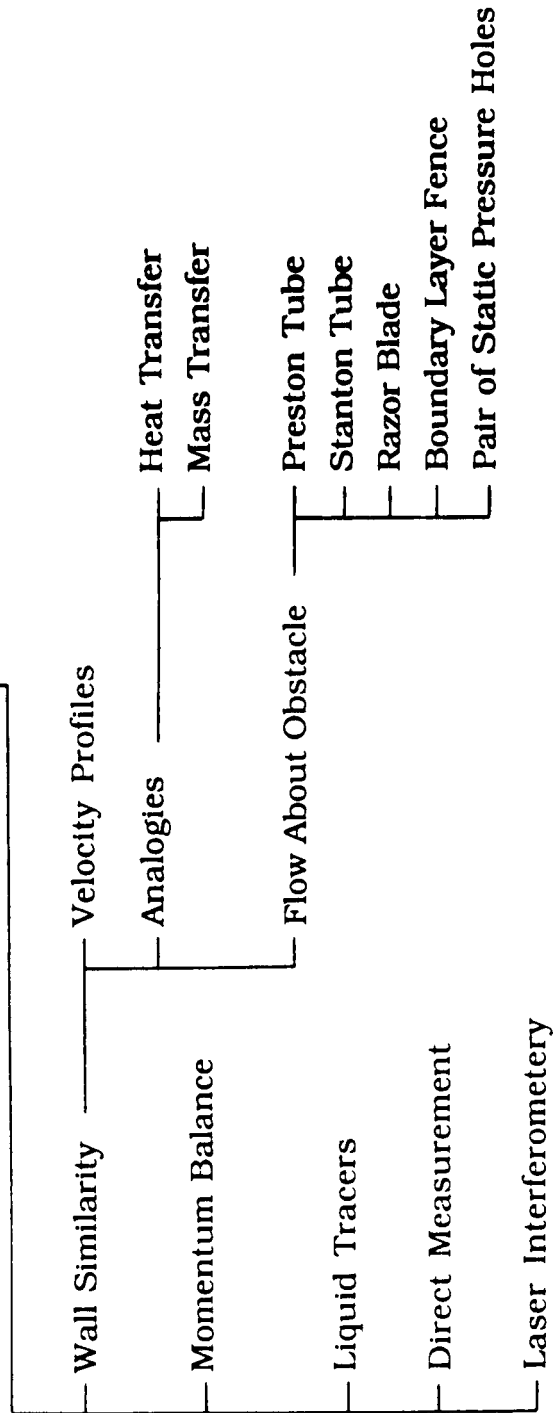 Wall Similarity
Velocity Profiles
Analogies
Heat Transfer
Mass Transfer
Flow About Obstacle
Preston Tube
Stanton Tube
Razor Blade
Boundary Layer Fence
Pair of Static Pressure Holes
Momentum Balance
Liquid Tracers
Direct Measurement
Laser Interferometery